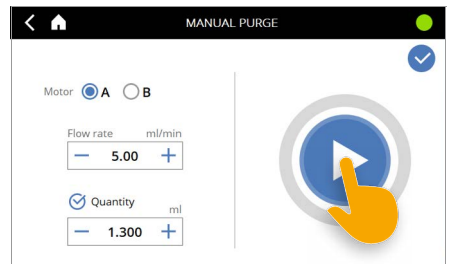 MANUAL PURGE
Motor A B
Flow rate ml/min
5.00
Quantity
ml
1.300